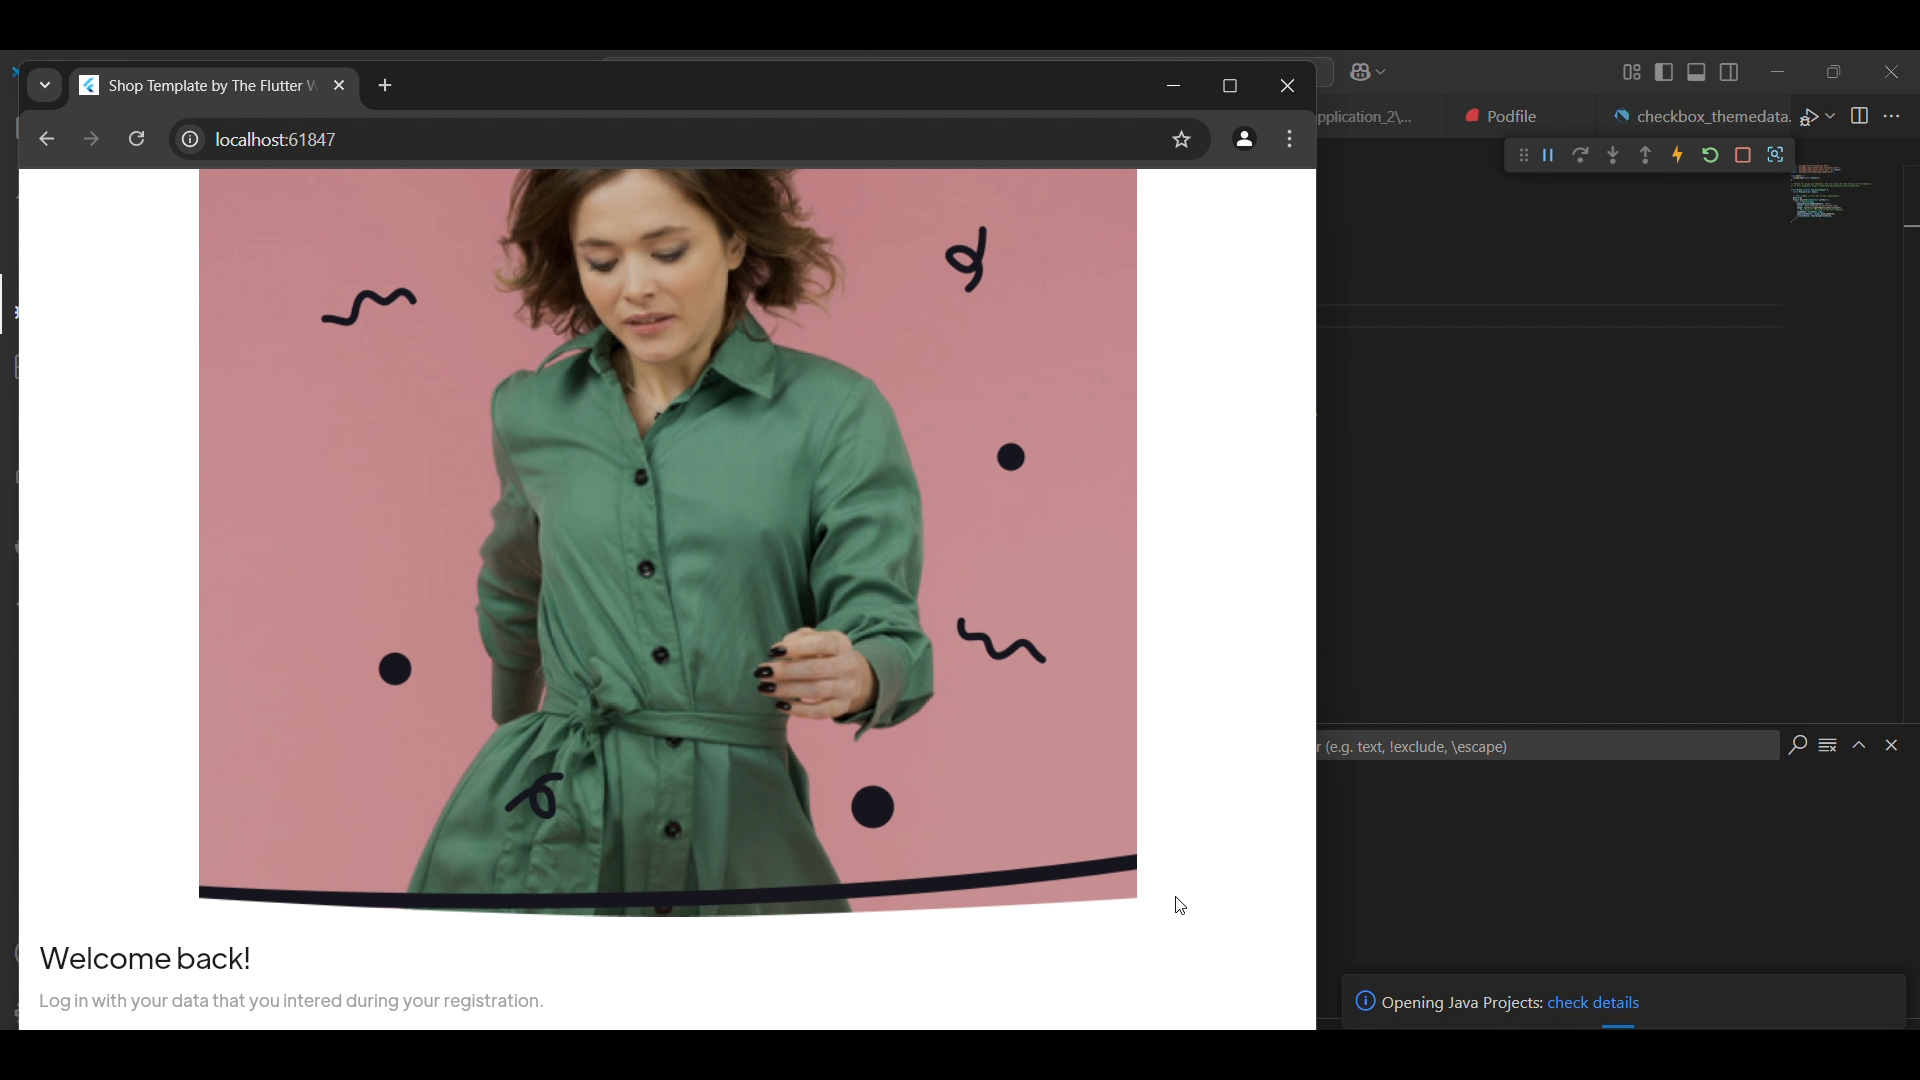 Shop Template by The Flutter
localhost:61847
pplication_2\...
Podfile
checkbox_themedata.
r (e.g. text, !exclude, \escape)
Welcome back!
Log in with your data that you intered during your registration.
Opening Java Projects: check details